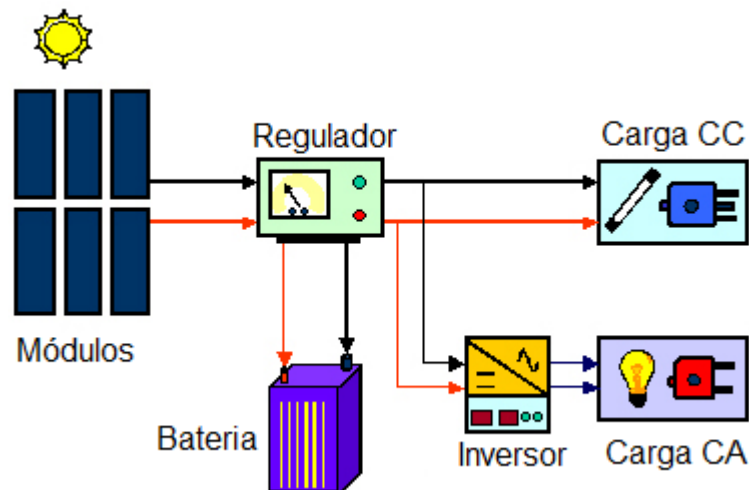 Regulador
Carga CC
Módulos
Bateria
Inversor
Carga CA